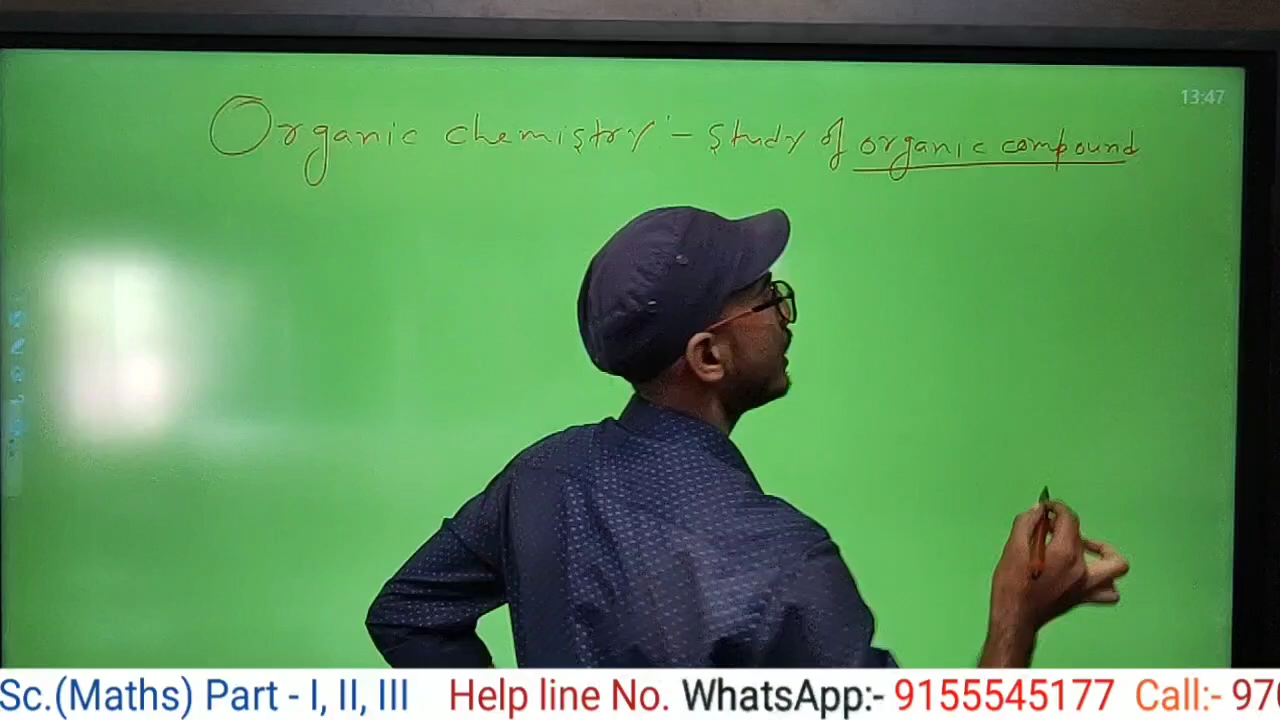 13:47
Organic chemistry :- Study of organic compound
Sc.(Maths) Part - I, II, III Help line No. WhatsApp:- 9155545177 Call:- 970